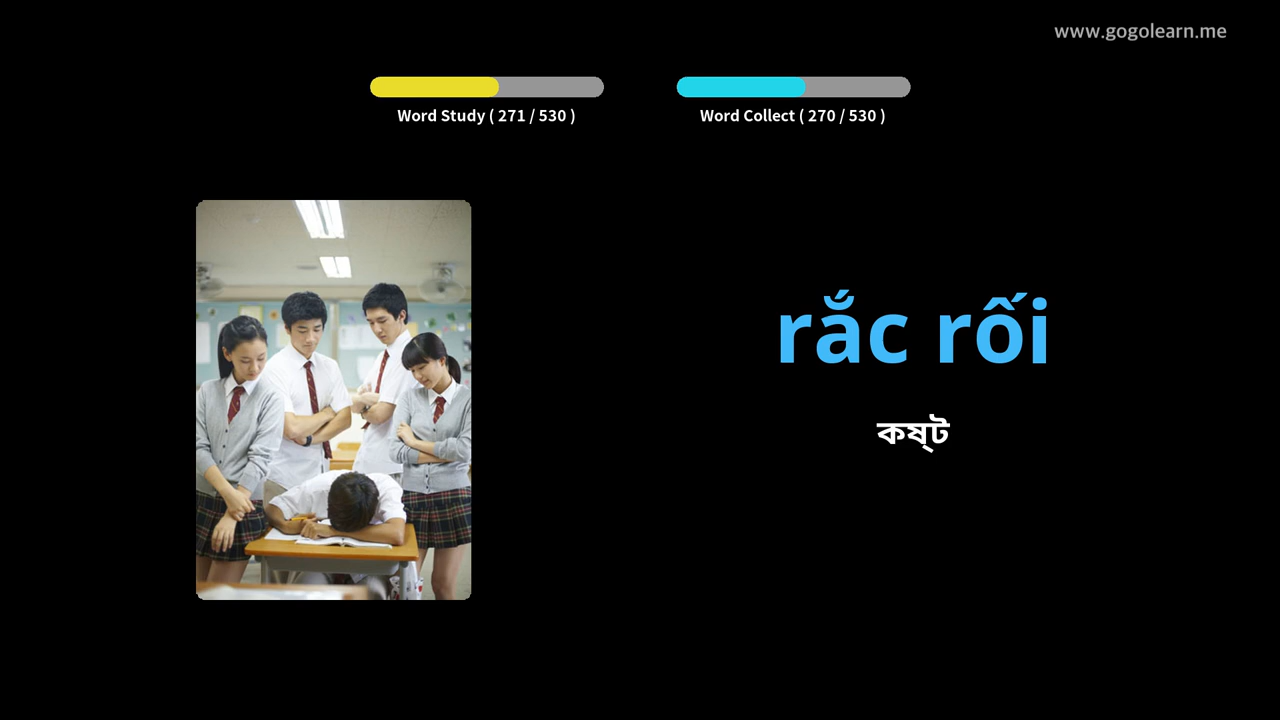 www.gogolearn.me
Word Study ( 271 / 530 )
Word Collect ( 270 / 530 )
rắc rối
কষ্ট